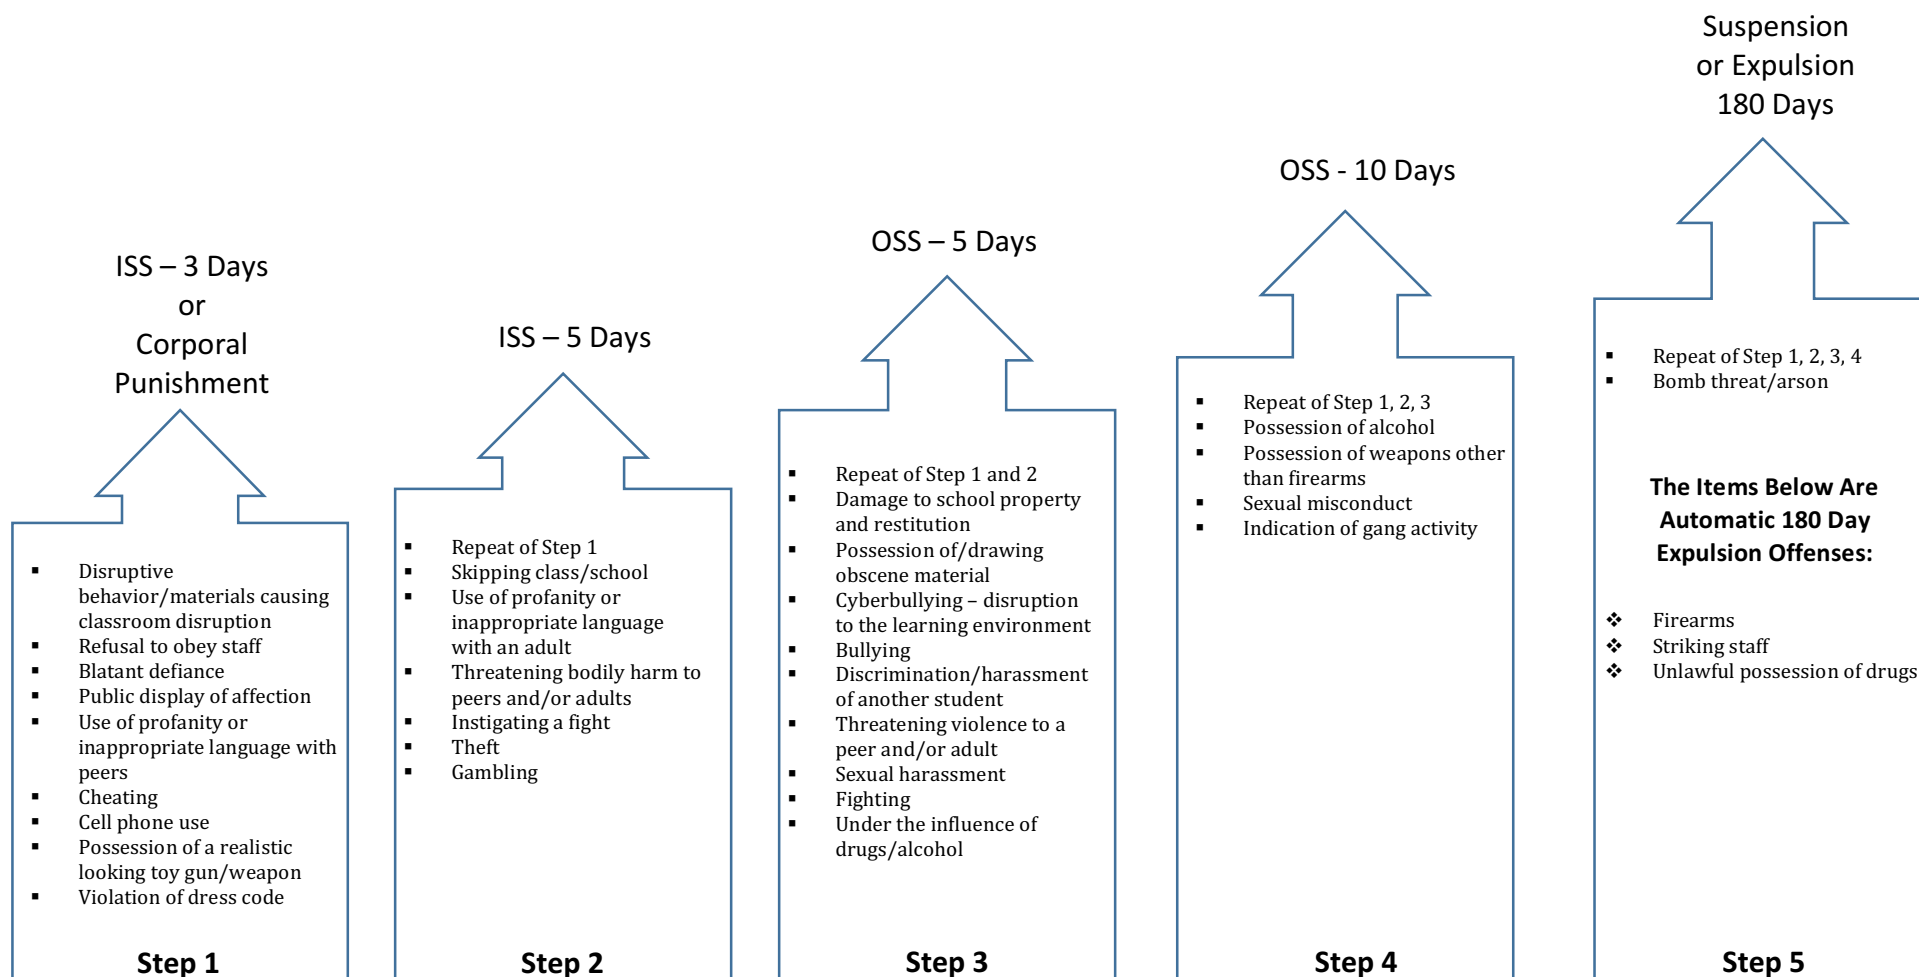 ISS – 3 Days
or
Corporal
Punishment
▪ Disruptive
behavior/materials causing
classroom disruption
▪ Refusal to obey staff
▪ Blatant defiance
▪ Public display of affection
▪ Use of profanity or
inappropriate language with
peers
▪ Cheating
▪ Cell phone use
▪ Possession of a realistic
looking toy gun/weapon
▪ Violation of dress code
Step 1
ISS – 5 Days
▪ Repeat of Step 1
▪ Skipping class/school
▪ Use of profanity or
inappropriate language
with an adult
▪ Threatening bodily harm to
peers and/or adults
▪ Instigating a fight
▪ Theft
▪ Gambling
Step 2
OSS – 5 Days
▪ Repeat of Step 1 and 2
▪ Damage to school property
and restitution
▪ Possession of/drawing
obscene material
▪ Cyberbullying – disruption
to the learning environment
▪ Bullying
▪ Discrimination/harassment
of another student
▪ Threatening violence to a
peer and/or adult
▪ Sexual harassment
▪ Fighting
▪ Under the influence of
drugs/alcohol
Step 3
OSS - 10 Days
▪ Repeat of Step 1, 2, 3
▪ Possession of alcohol
▪ Possession of weapons other
than firearms
▪ Sexual misconduct
▪ Indication of gang activity
Step 4
Suspension
or Expulsion
180 Days
▪ Repeat of Step 1, 2, 3, 4
▪ Bomb threat/arson
The Items Below Are
Automatic 180 Day
Expulsion Offenses:
❖ Firearms
❖ Striking staff
❖ Unlawful possession of drugs
Step 5